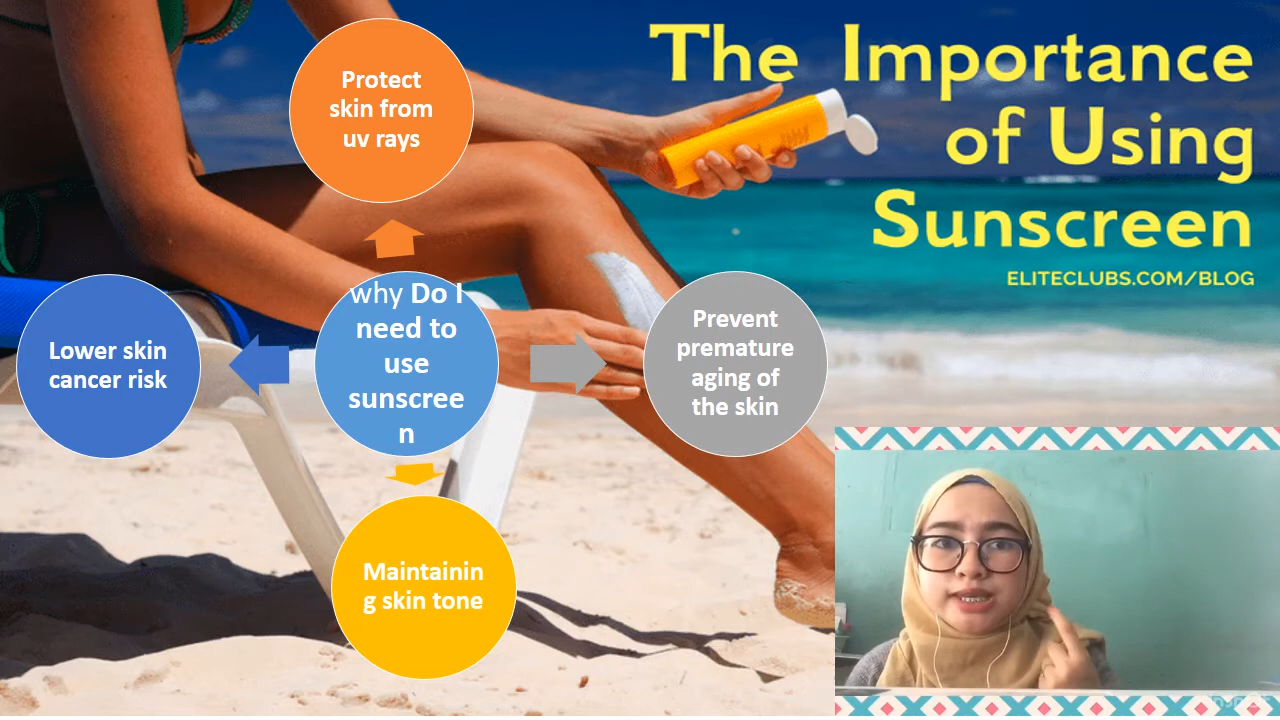 The Importance
of Using
Sunscreen
ELITECLUBS.COM/BLOG
Protect
skin from
uv rays
Lower skin
cancer risk
why Do I
need to
use
sunscree
n
Prevent
premature
aging of
the skin
Maintainin
g skin tone